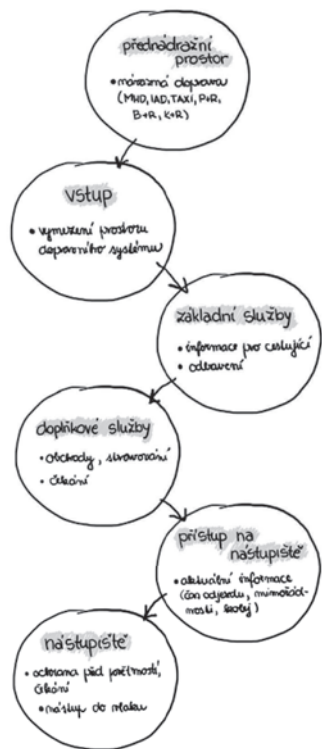 přednádražní
prostor
• návazná doprava
(MHD, IAD, TAXI, P+R,
B+R, K+R)
vstup
• vymezení prostoru
dopravního systému
základní služby
• informace pro cestující
• odbavení
doplňkové služby
• obchody, stravování
• čekání
přístup na
nástupiště
• aktuální informace
(čas odjezdu, mimořád-
nosti, kolej)
nástupiště
• ochrana před povětrností,
čekání
• nástup do vlaku